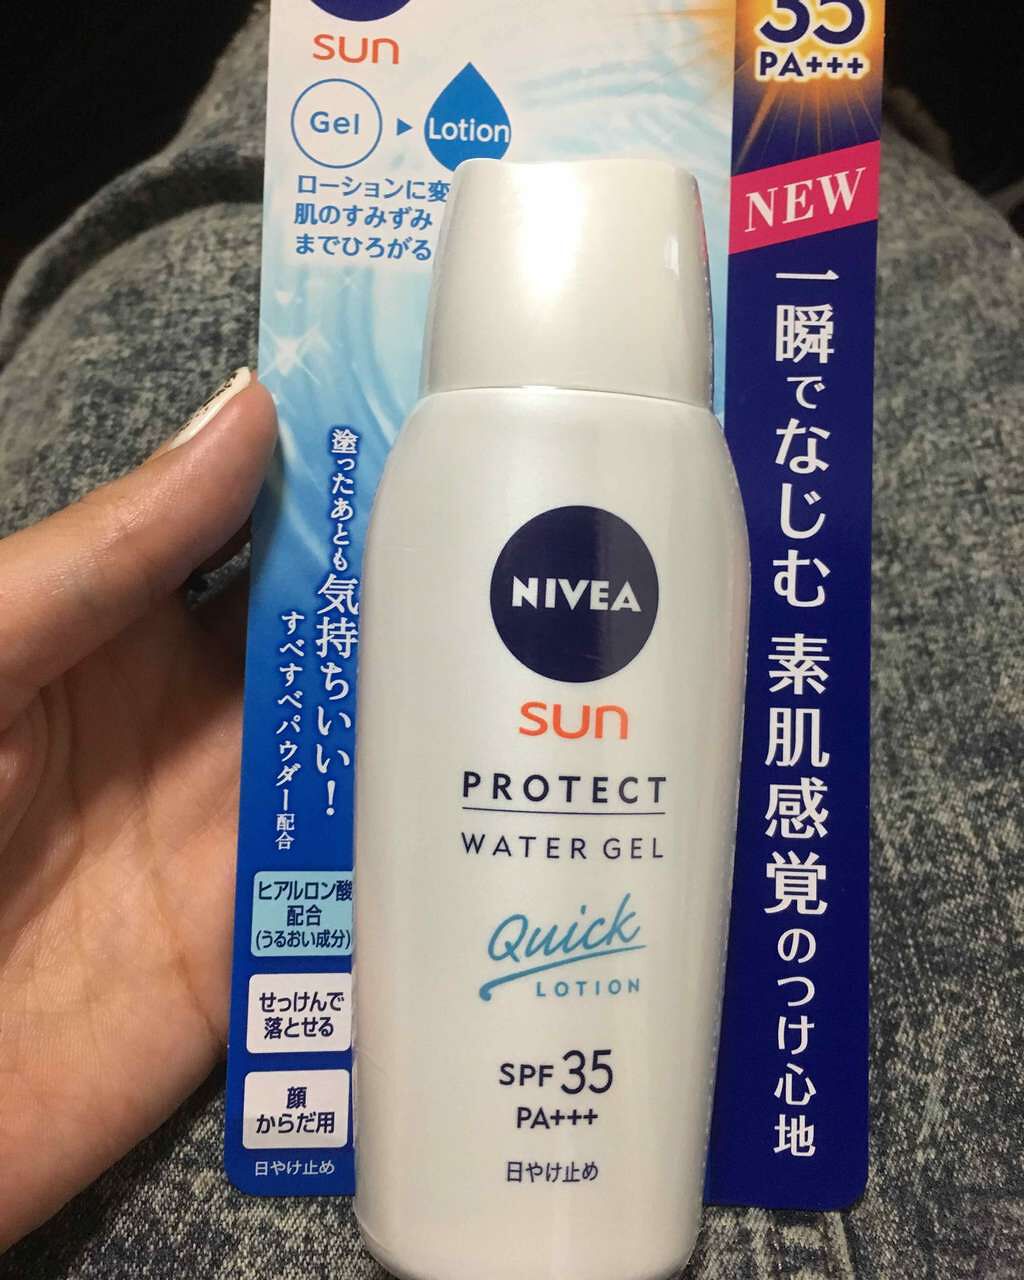 sun
Gel
Lotion
ローションに変
肌のすみずみ
までひろがる
塗ったあとも気持ちいい！
すべすべパウダー配合
ヒアルロン酸
配合
(うるおい成分)
せっけんで
落とせる
顔
からだ用
日やけ止め
35
PA+++
NEW
一瞬でなじむ 素肌感覚のつけ心地
NIVEA
sun
PROTECT
WATER GEL
Quick
LOTION
SPF 35
PA+++
日やけ止め